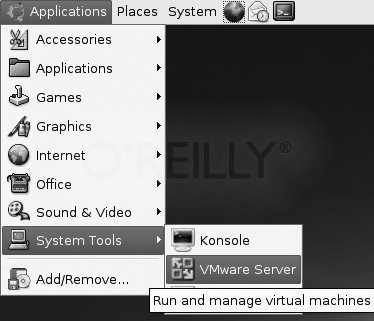 Applications Places System
Accessories
Applications
Games
Graphics
Internet
Office
Sound & Video
System Tools
Add/Remove...
Konsole
VMware Server
Run and manage virtual machines
O'REILLY®